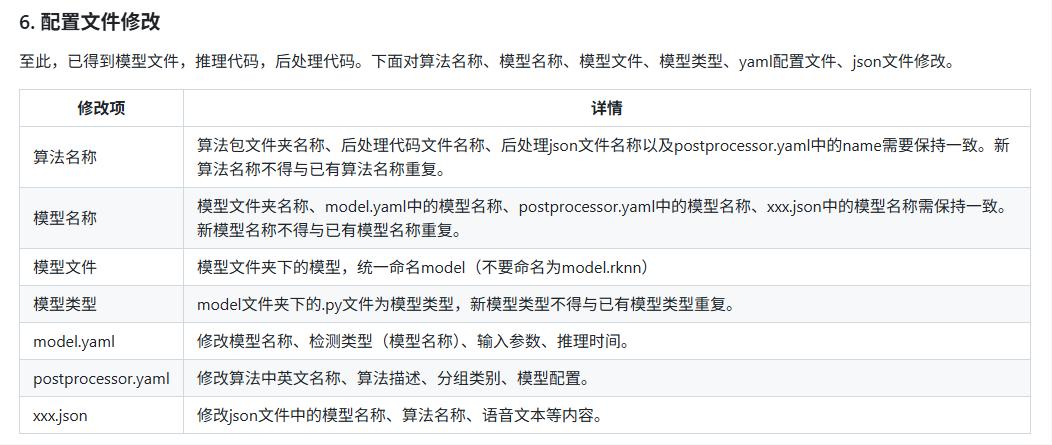 6. 配置文件修改
至此，已得到模型文件，推理代码，后处理代码。下面对算法名称、模型名称、模型文件、模型类型、yaml配置文件、json文件修改。
修改项 详情
算法名称 算法包文件夹名称、后处理代码文件名称、后处理json文件名称以及postprocessor.yaml中的name需要保持一致。新
算法名称不得与已有算法名称重复。
模型名称 模型文件夹名称、model.yaml中的模型名称、postprocessor.yaml中的模型名称、xxx.json中的模型名称需保持一致。
新模型名称不得与已有模型名称重复。
模型文件 模型文件夹下的模型，统一命名model（不要命名为model.rknn）
模型类型 model文件夹下的.py文件为模型类型，新模型类型不得与已有模型类型重复。
model.yaml 修改模型名称、检测类型（模型名称）、输入参数、推理时间。
postprocessor.yaml 修改算法中英文名称、算法描述、分组类别、模型配置。
xxx.json 修改json文件中的模型名称、算法名称、语音文本等内容。